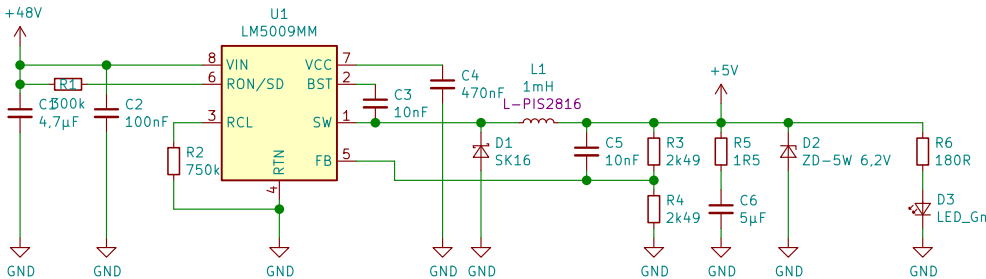 +48V
U1
LM5009MM
8
VIN
VCC
7
6
RON/SD
BST
2
3
RCL
SW
1
FB
5
RTN
4
R1
300k
C1
4,7µF
C2
100nF
R2
750k
C3
10nF
C4
470nF
D1
SK16
L1
1mH
L-PIS2816
C5
10nF
R3
2k49
R4
2k49
+5V
R5
1R5
C6
5µF
D2
ZD-5W 6,2V
R6
180R
D3
LED_Gn
GND
GND
GND
GND
GND
GND
GND
GND
GND